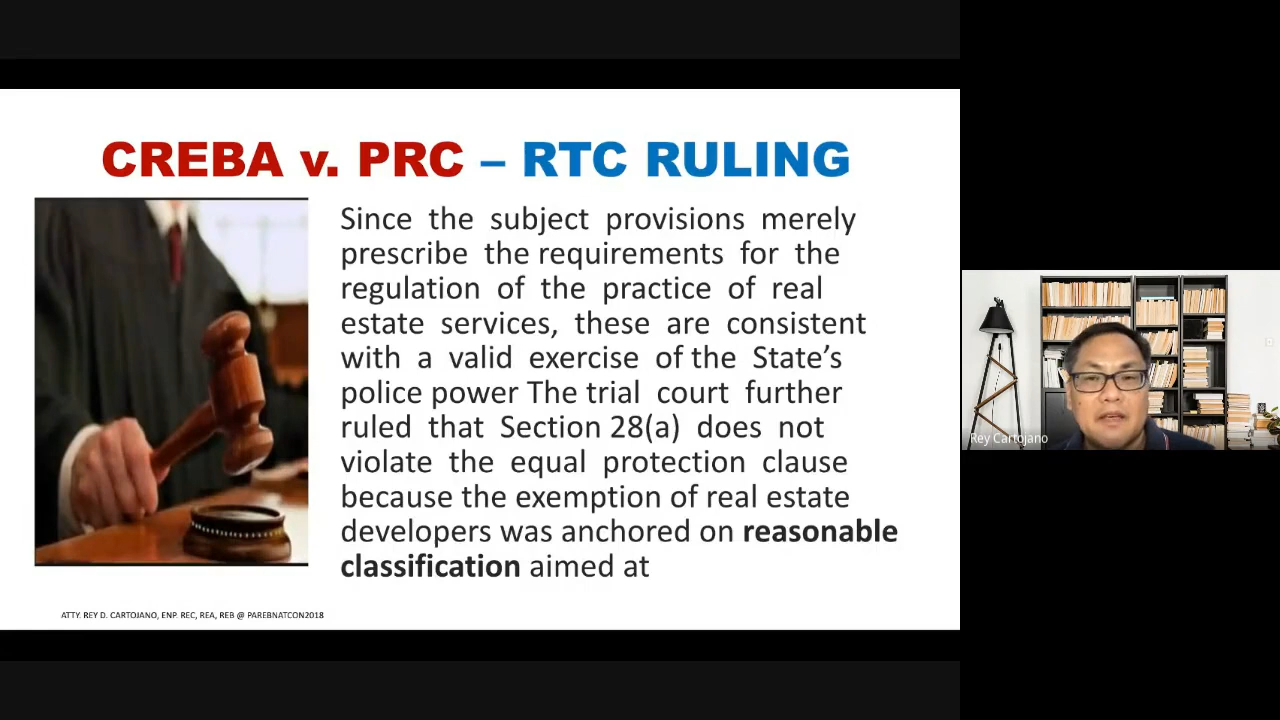 CREBA v. PRC – RTC RULING
Since the subject provisions merely
prescribe the requirements for the
regulation of the practice of real
estate services, these are consistent
with a valid exercise of the State’s
police power The trial court further
ruled that Section 28(a) does not
violate the equal protection clause
because the exemption of real estate
developers was anchored on reasonable
classification aimed at
ATTY. REY D. CARTOJANO, ENP. REC, REA, REB @ PAREBNATCON2018
Rey Cartojano